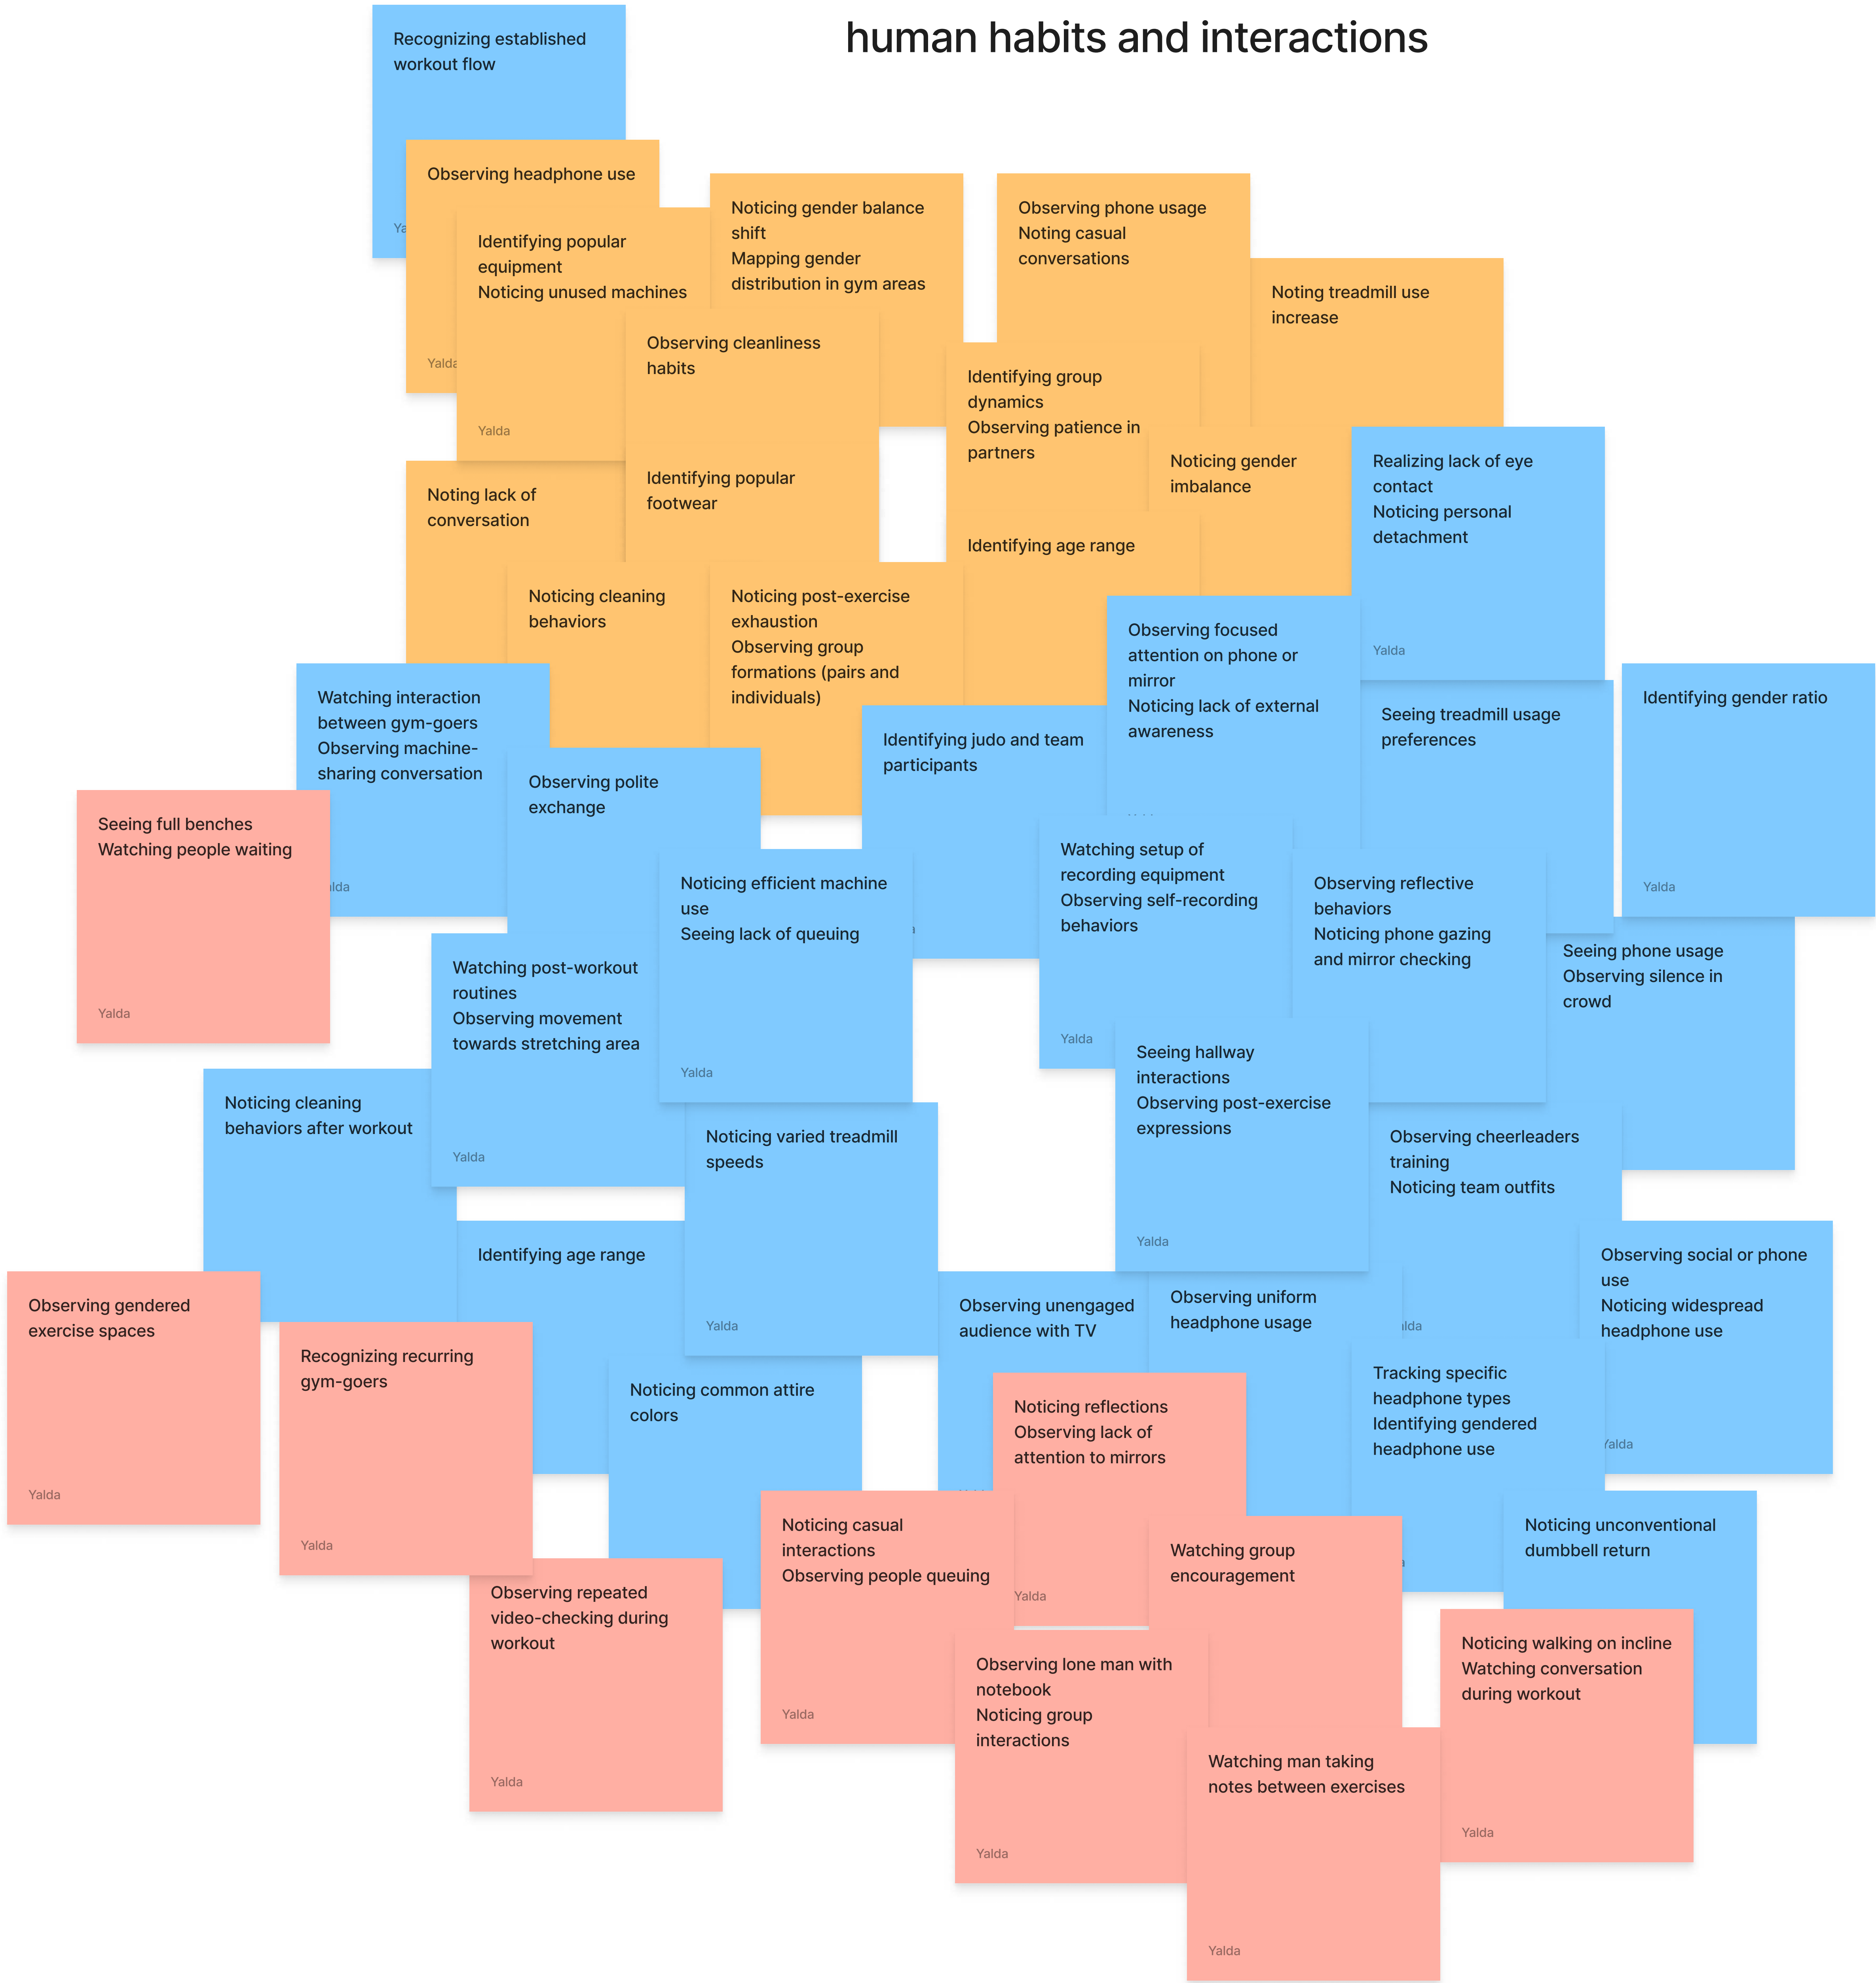 human habits and interactions
Recognizing established
workout flow
Ya
Observing headphone use
Yalda
Identifying popular
equipment
Noticing unused machines
Yalda
Noticing gender balance
shift
Mapping gender
distribution in gym areas
Observing phone usage
Noting casual
conversations
Noting treadmill use
increase
Observing cleanliness
habits
Identifying popular
footwear
Identifying group
dynamics
Observing patience in
partners
Noticing gender
imbalance
Realizing lack of eye
contact
Noticing personal
detachment
Yalda
Noting lack of
conversation
Identifying age range
Noticing cleaning
behaviors
Noticing post-exercise
exhaustion
Observing group
formations (pairs and
individuals)
Observing focused
attention on phone or
mirror
Noticing lack of external
awareness
Watching interaction
between gym-goers
Observing machine-
sharing conversation
lda
Identifying judo and team
participants
Seeing treadmill usage
preferences
Identifying gender ratio
Yalda
Seeing full benches
Watching people waiting
Yalda
Observing polite
exchange
Noticing efficient machine
use
Seeing lack of queuing
Yalda
a
Watching setup of
recording equipment
Observing self-recording
behaviors
Yalda
Observing reflective
behaviors
Noticing phone gazing
and mirror checking
Seeing phone usage
Observing silence in
crowd
Watching post-workout
routines
Observing movement
towards stretching area
Yalda
Seeing hallway
interactions
Observing post-exercise
expressions
Yalda
Noticing cleaning
behaviors after workout
Noticing varied treadmill
speeds
Yalda
Observing cheerleaders
training
Noticing team outfits
lda
Identifying age range
Observing social or phone
use
Noticing widespread
headphone use
Yalda
Observing gendered
exercise spaces
Yalda
Recognizing recurring
gym-goers
Yalda
Observing unengaged
audience with TV
Observing uniform
headphone usage
Noticing common attire
colors
Noticing reflections
Observing lack of
attention to mirrors
Yalda
Tracking specific
headphone types
Identifying gendered
headphone use
a
Noticing casual
interactions
Observing people queuing
Yalda
Watching group
encouragement
Noticing unconventional
dumbbell return
Observing repeated
video-checking during
workout
Yalda
Observing lone man with
notebook
Noticing group
interactions
Yalda
Noticing walking on incline
Watching conversation
during workout
Yalda
Watching man taking
notes between exercises
Yalda